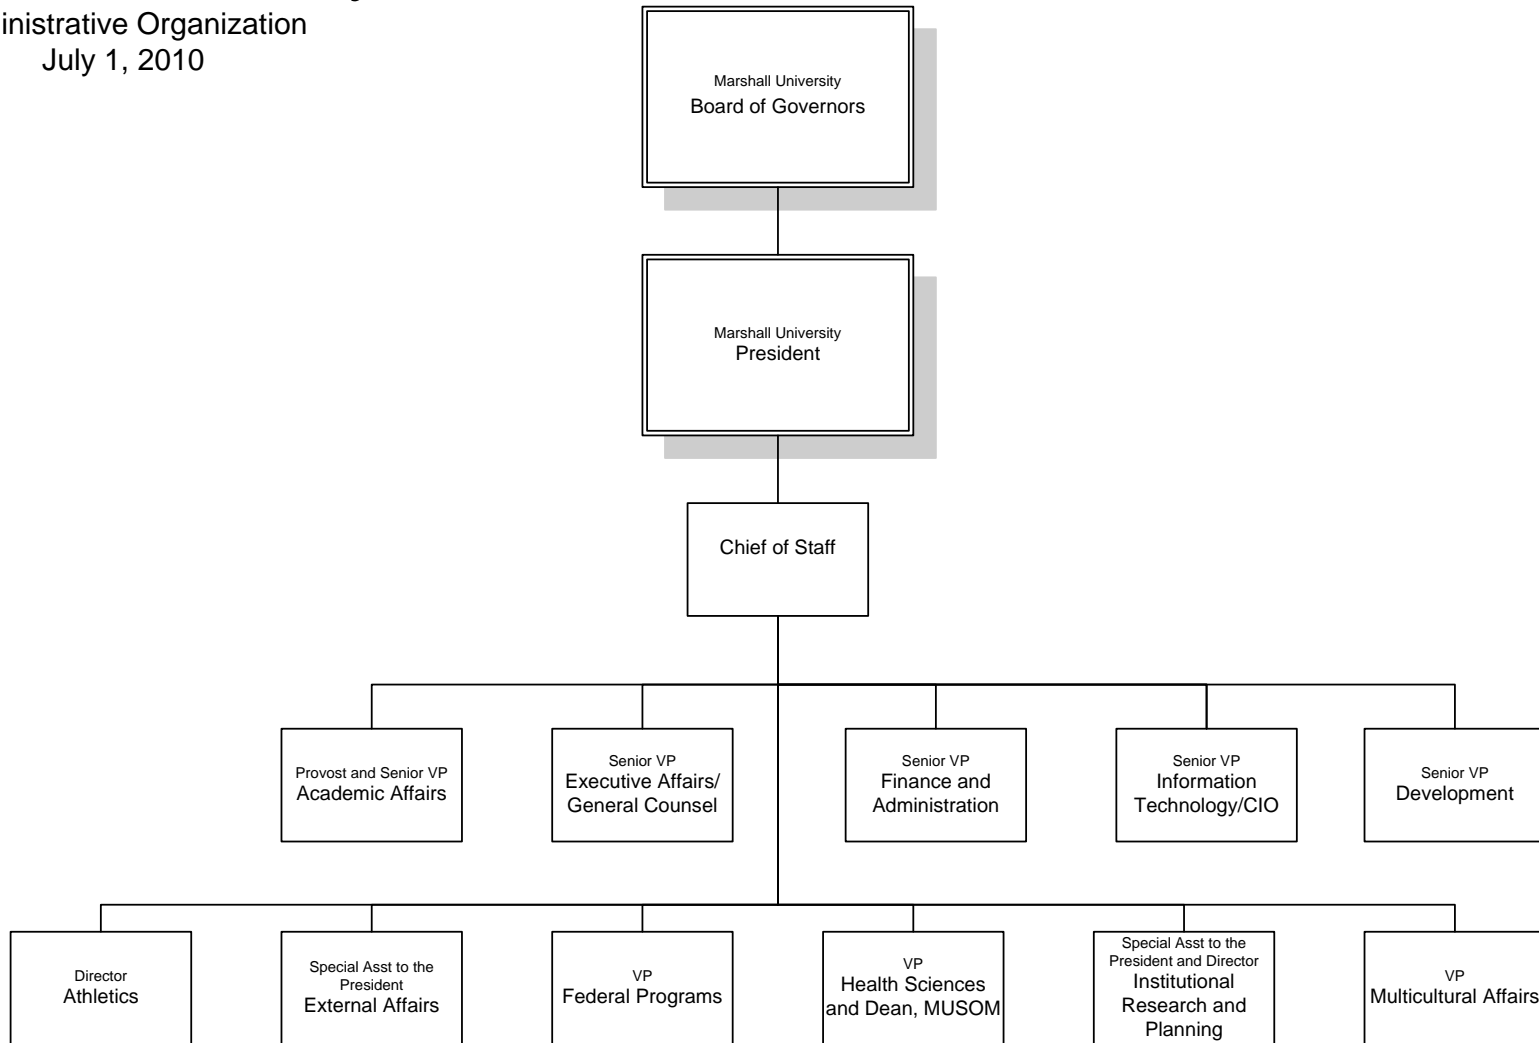 inistrative Organization
July 1, 2010
Marshall University
Board of Governors
Marshall University
President
Chief of Staff
Provost and Senior VP
Academic Affairs
Senior VP
Executive Affairs/
General Counsel
Senior VP
Finance and
Administration
Senior VP
Information
Technology/CIO
Senior VP
Development
Director
Athletics
Special Asst to the
President
External Affairs
VP
Federal Programs
VP
Health Sciences
and Dean, MUSOM
Special Asst to the
President and Director
Institutional
Research and
Planning
VP
Multicultural Affairs